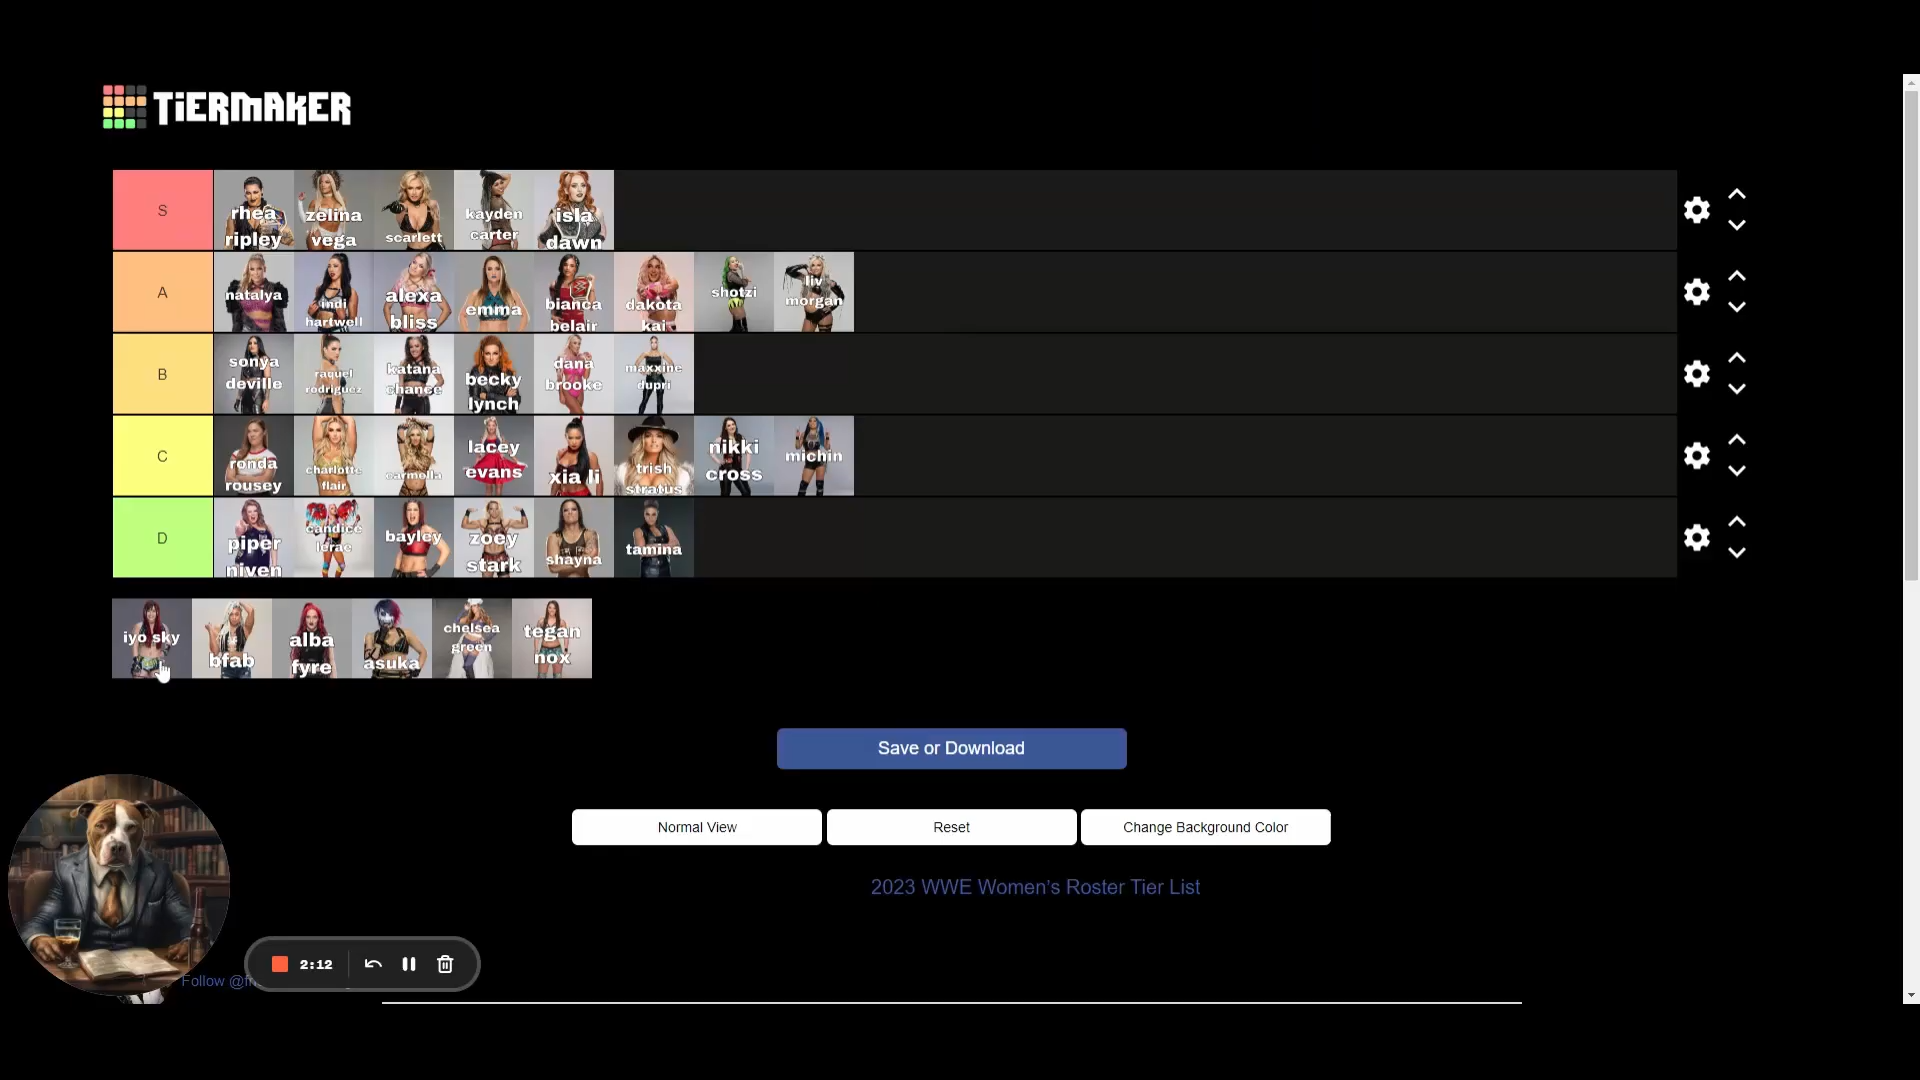 TiERMAKER
S
rhea
ripley
zelina
vega
scarlett
kayden
carter
isla
dawn
A
natalya
indi
hartwell
alexa
bliss
emma
bianca
belair
dakota
kai
shotzi
liv
morgan
B
sonya
deville
raquel
rodriguez
katana
chance
becky
lynch
dana
brooke
maxxine
dupri
C
ronda
rousey
charlotte
flair
carmella
lacey
evans
xia li
trish
stratus
nikki
cross
michin
D
piper
niven
candice
lerae
bayley
zoey
stark
shayna
tamina
iyo sky
bfab
alba
fyre
asuka
chelsea
green
tegan
nox
Save or Download
Normal View
Reset
Change Background Color
2023 WWE Women's Roster Tier List
2:12
Follow